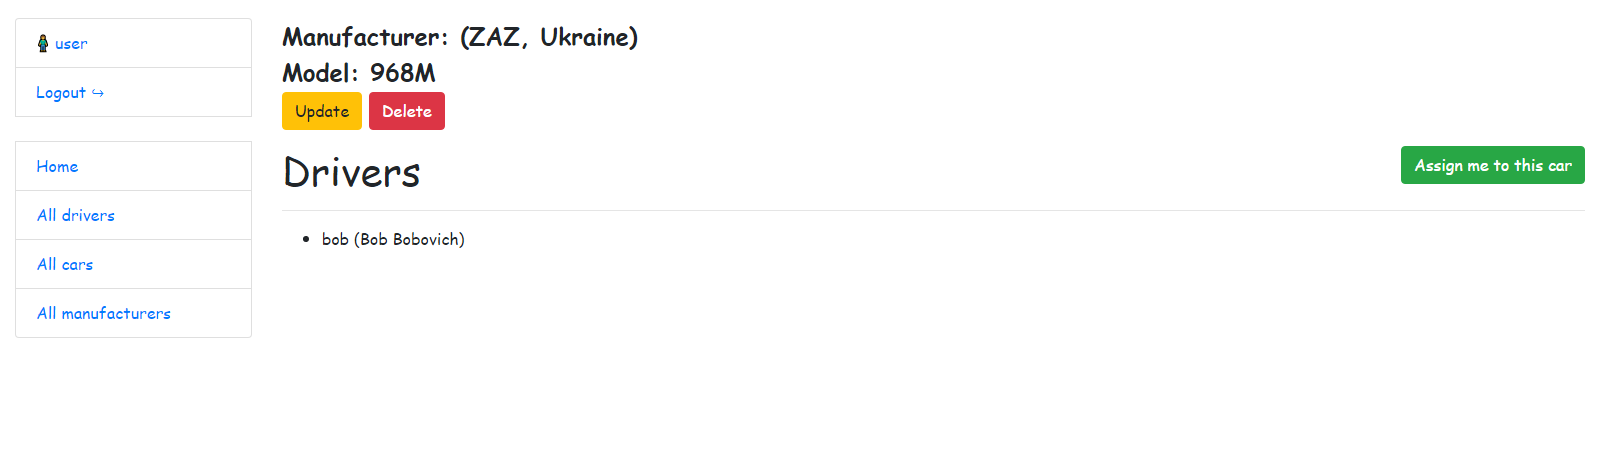 user
Logout ↪
Home
All drivers
All cars
All manufacturers
Manufacturer: (ZAZ, Ukraine)
Model: 968M
Update Delete
Drivers
Assign me to this car
bob (Bob Bobovich)